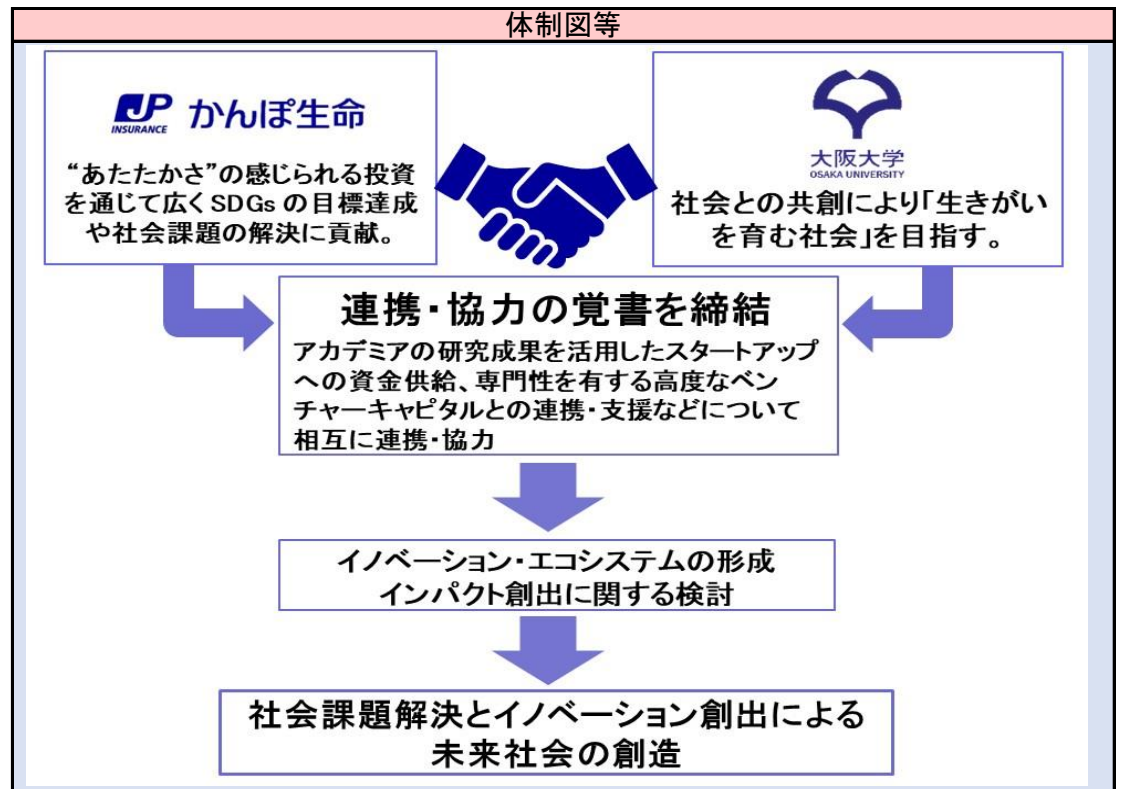 体制図等
JP INSURANCE かんぽ生命
“あたたかさ”の感じられる投資
を通じて広くSDGsの目標達成
や社会課題の解決に貢献。
大阪大学
OSAKA UNIVERSITY
社会との共創により「生きがい
を育む社会」を目指す。
連携・協力の覚書を締結
アカデミアの研究成果を活用したスタートアップ
への資金供給、専門性を有する高度なベン
チャーキャピタルとの連携・支援などについて
相互に連携・協力
イノベーション・エコシステムの形成
インパクト創出に関する検討
社会課題解決とイノベーション創出による
未来社会の創造